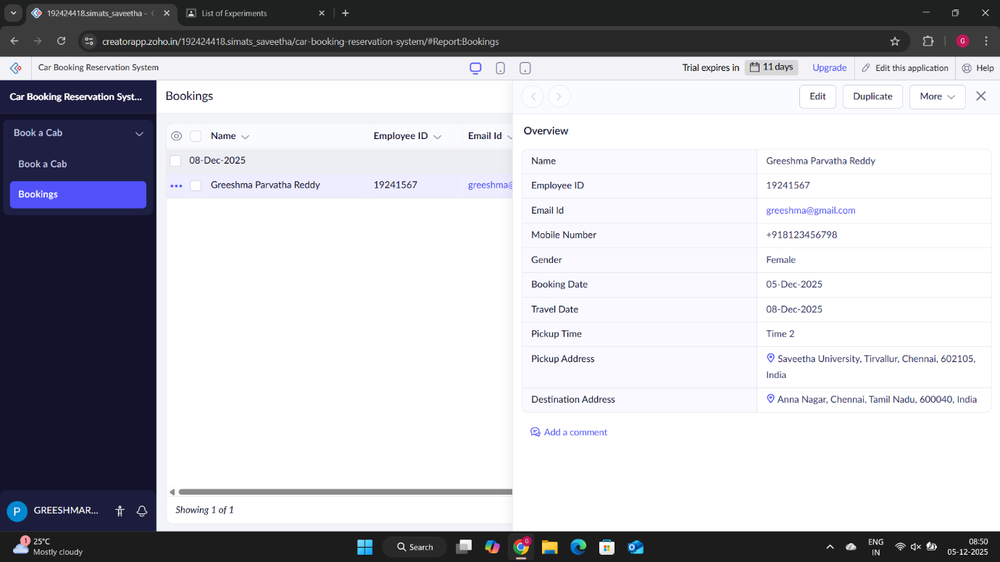 192424418.simats_saveetha -
List of Experiments
creatorapp.zoho.in/192424418.simats_saveetha/car-booking-reservation-system/#Report:Bookings
G
Car Booking Reservation System
Trial expires in 11 days Upgrade Edit this application Help
Car Booking Reservation Syst...
Book a Cab
Book a Cab
Bookings
GREESHMAR...
P
Bookings
Name Employee ID Email Id
08-Dec-2025
Greeshma Parvatha Reddy 19241567 greeshma@
Showing 1 of 1
Edit Duplicate More
Overview
Name Greeshma Parvatha Reddy
Employee ID 19241567
Email Id greeshma@gmail.com
Mobile Number +918123456798
Gender Female
Booking Date 05-Dec-2025
Travel Date 08-Dec-2025
Pickup Time Time 2
Pickup Address Saveetha University, Tirvallur, Chennai, 602105,
India
Destination Address Anna Nagar, Chennai, Tamil Nadu, 600040, India
Add a comment
1
25°C
Mostly cloudy
Search
G
ENG
IN
08:50
05-12-2025